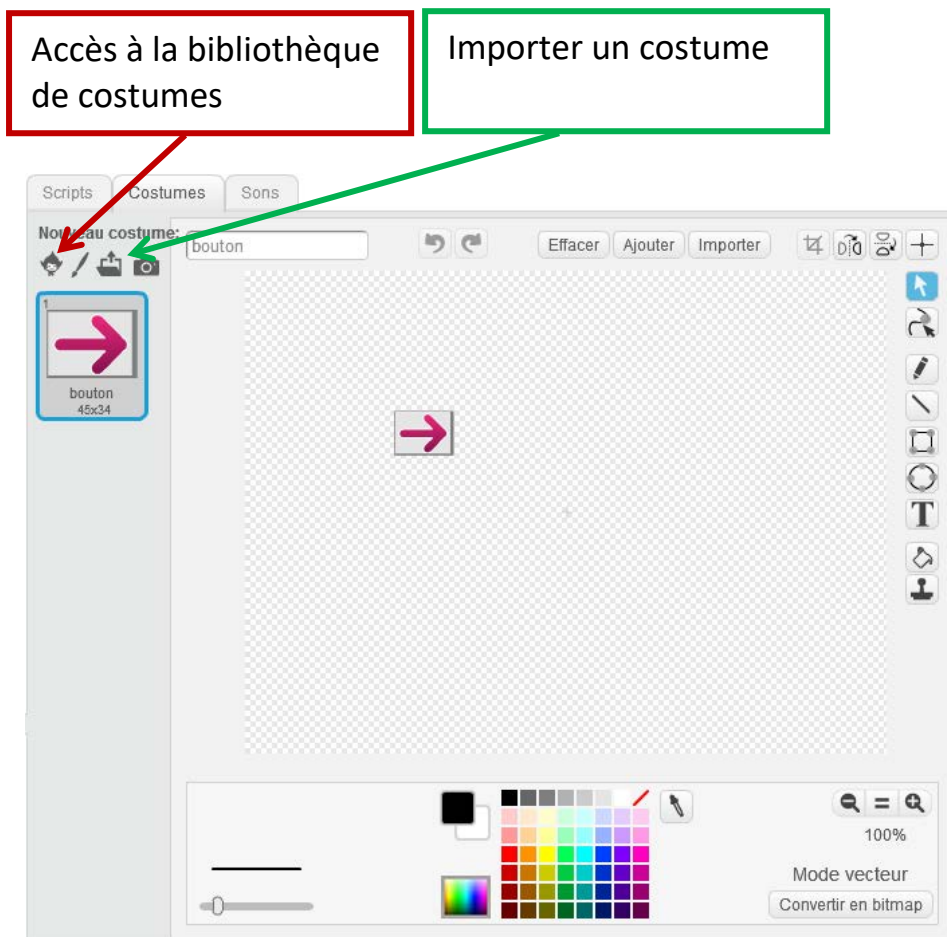 Accès à la bibliothèque
de costumes
Importer un costume
Scripts
Costumes
Sons
Nouveau costume:
bouton
Effacer
Ajouter
Importer
1
bouton
45x34
T
100%
Mode vecteur
Convertir en bitmap